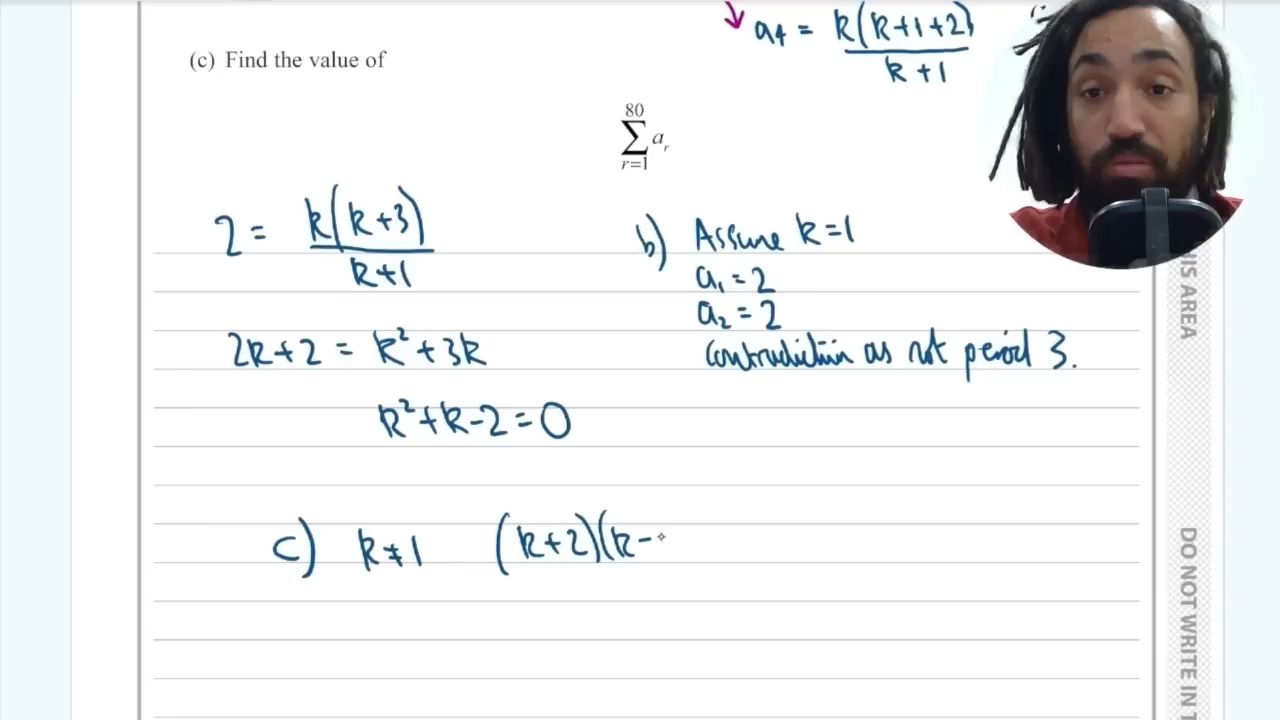 a₄ = k(k+1+2)/k+1
(c) Find the value of
80
∑ aᵣ
r=1
2 = k(k+3)/k+1
2k+2 = k²+3k
k²+k-2=0
b) Assume k=1
a₁=2
a₂=2
Contradiction as not period 3.
c) k≠1 (k+2)(k-
HIS AREA
DO NOT WRITE IN T